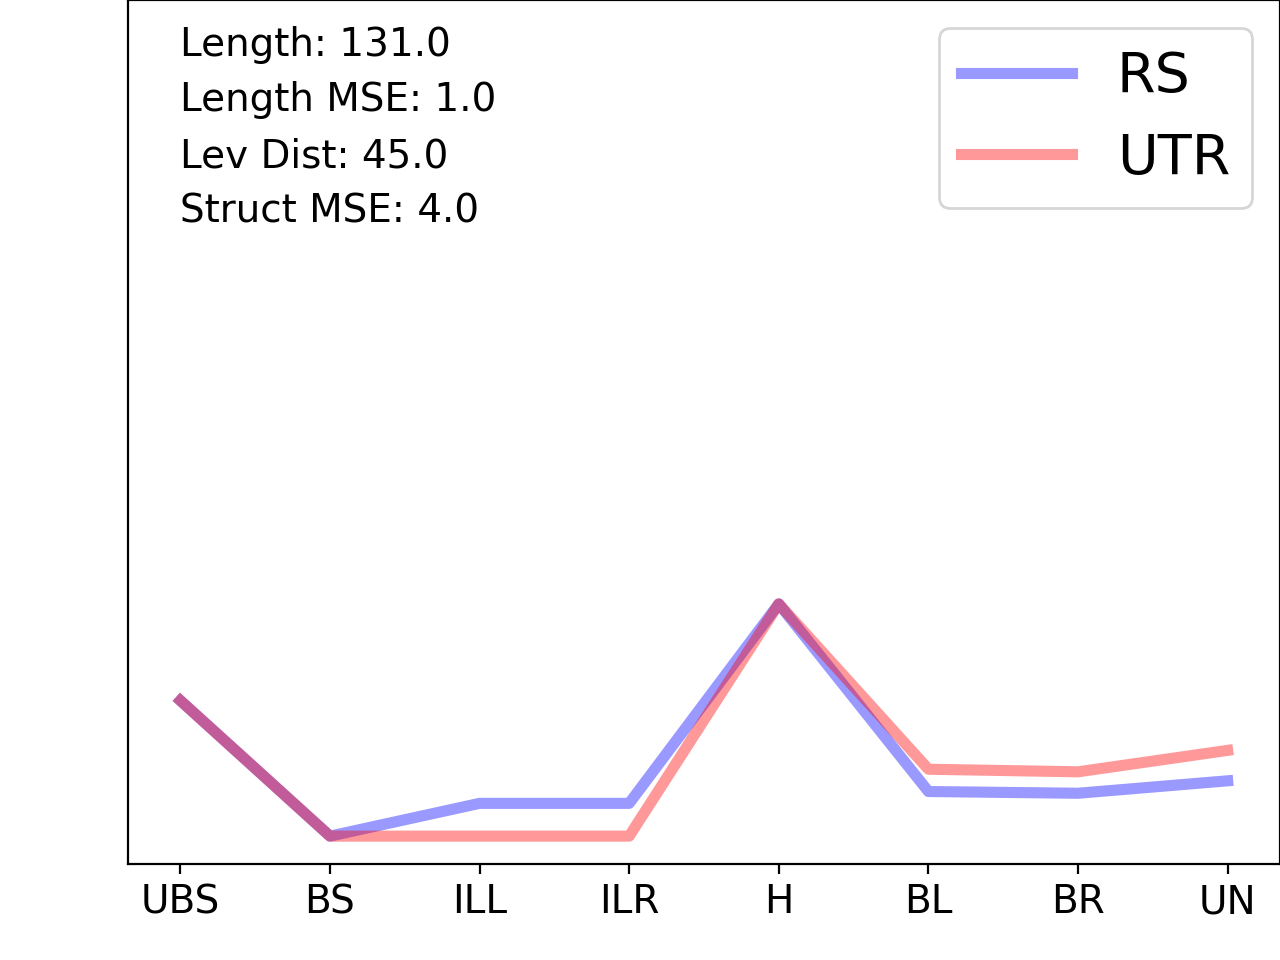 Length: 131.0
Length MSE: 1.0
Lev Dist: 45.0
Struct MSE: 4.0
RS
UTR
UBS BS ILL ILR H BL BR UN